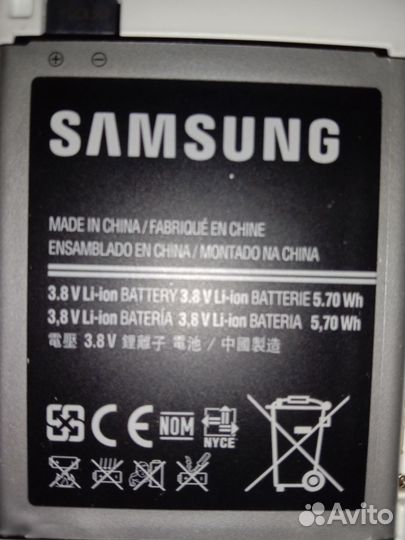 SAMSUNG
MADE IN CHINA / FABRIQUÉ EN CHINE
ENSAMBLADO EN CHINA / MONTADO NA CHINA
3.8 V Li-ion BATTERY 3.8 V Li-ion BATTERIE 5.70 Wh
3,8 V Li-ion BATERÍA 3,8 V Li-ion BATERIA 5,70 Wh
電壓 3.8 V 鋰離子 電池 / 中國製造
CE NOM NYCE
Avito